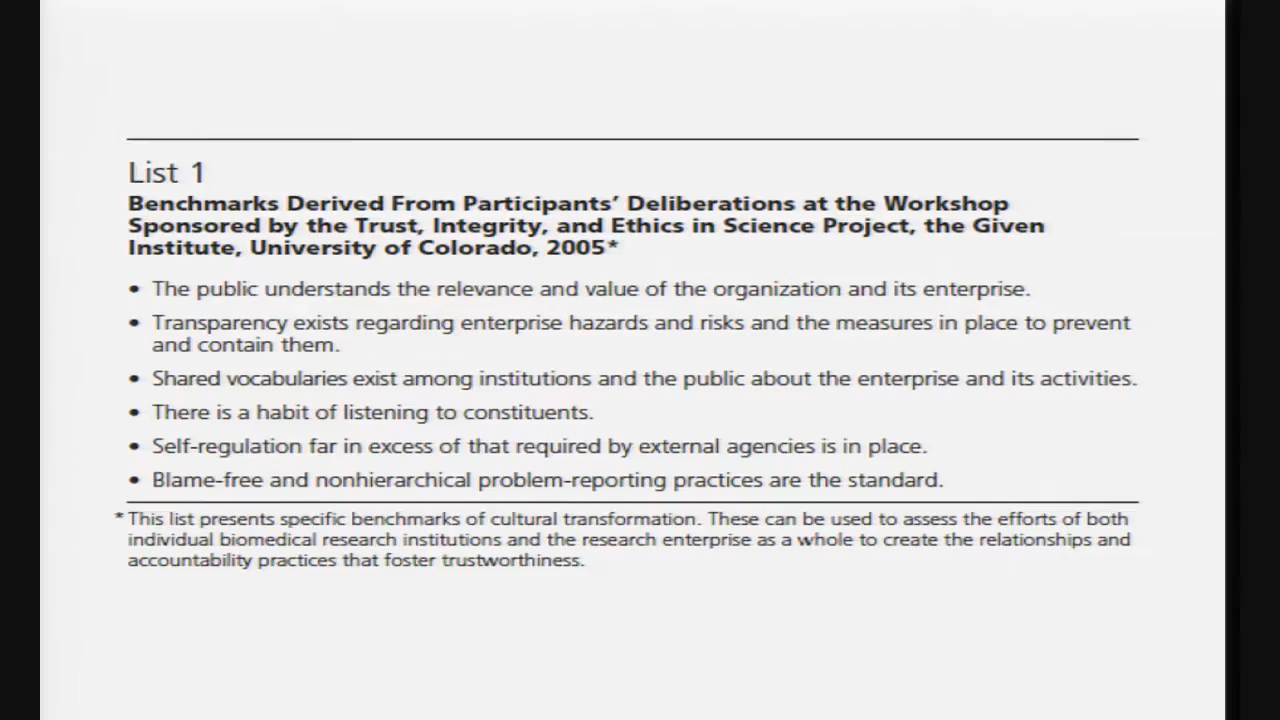 List 1
Benchmarks Derived From Participants’ Deliberations at the Workshop
Sponsored by the Trust, Integrity, and Ethics in Science Project, the Given
Institute, University of Colorado, 2005*
• The public understands the relevance and value of the organization and its enterprise.
• Transparency exists regarding enterprise hazards and risks and the measures in place to prevent
and contain them.
• Shared vocabularies exist among institutions and the public about the enterprise and its activities.
• There is a habit of listening to constituents.
• Self-regulation far in excess of that required by external agencies is in place.
• Blame-free and nonhierarchical problem-reporting practices are the standard.
* This list presents specific benchmarks of cultural transformation. These can be used to assess the efforts of both
individual biomedical research institutions and the research enterprise as a whole to create the relationships and
accountability practices that foster trustworthiness.